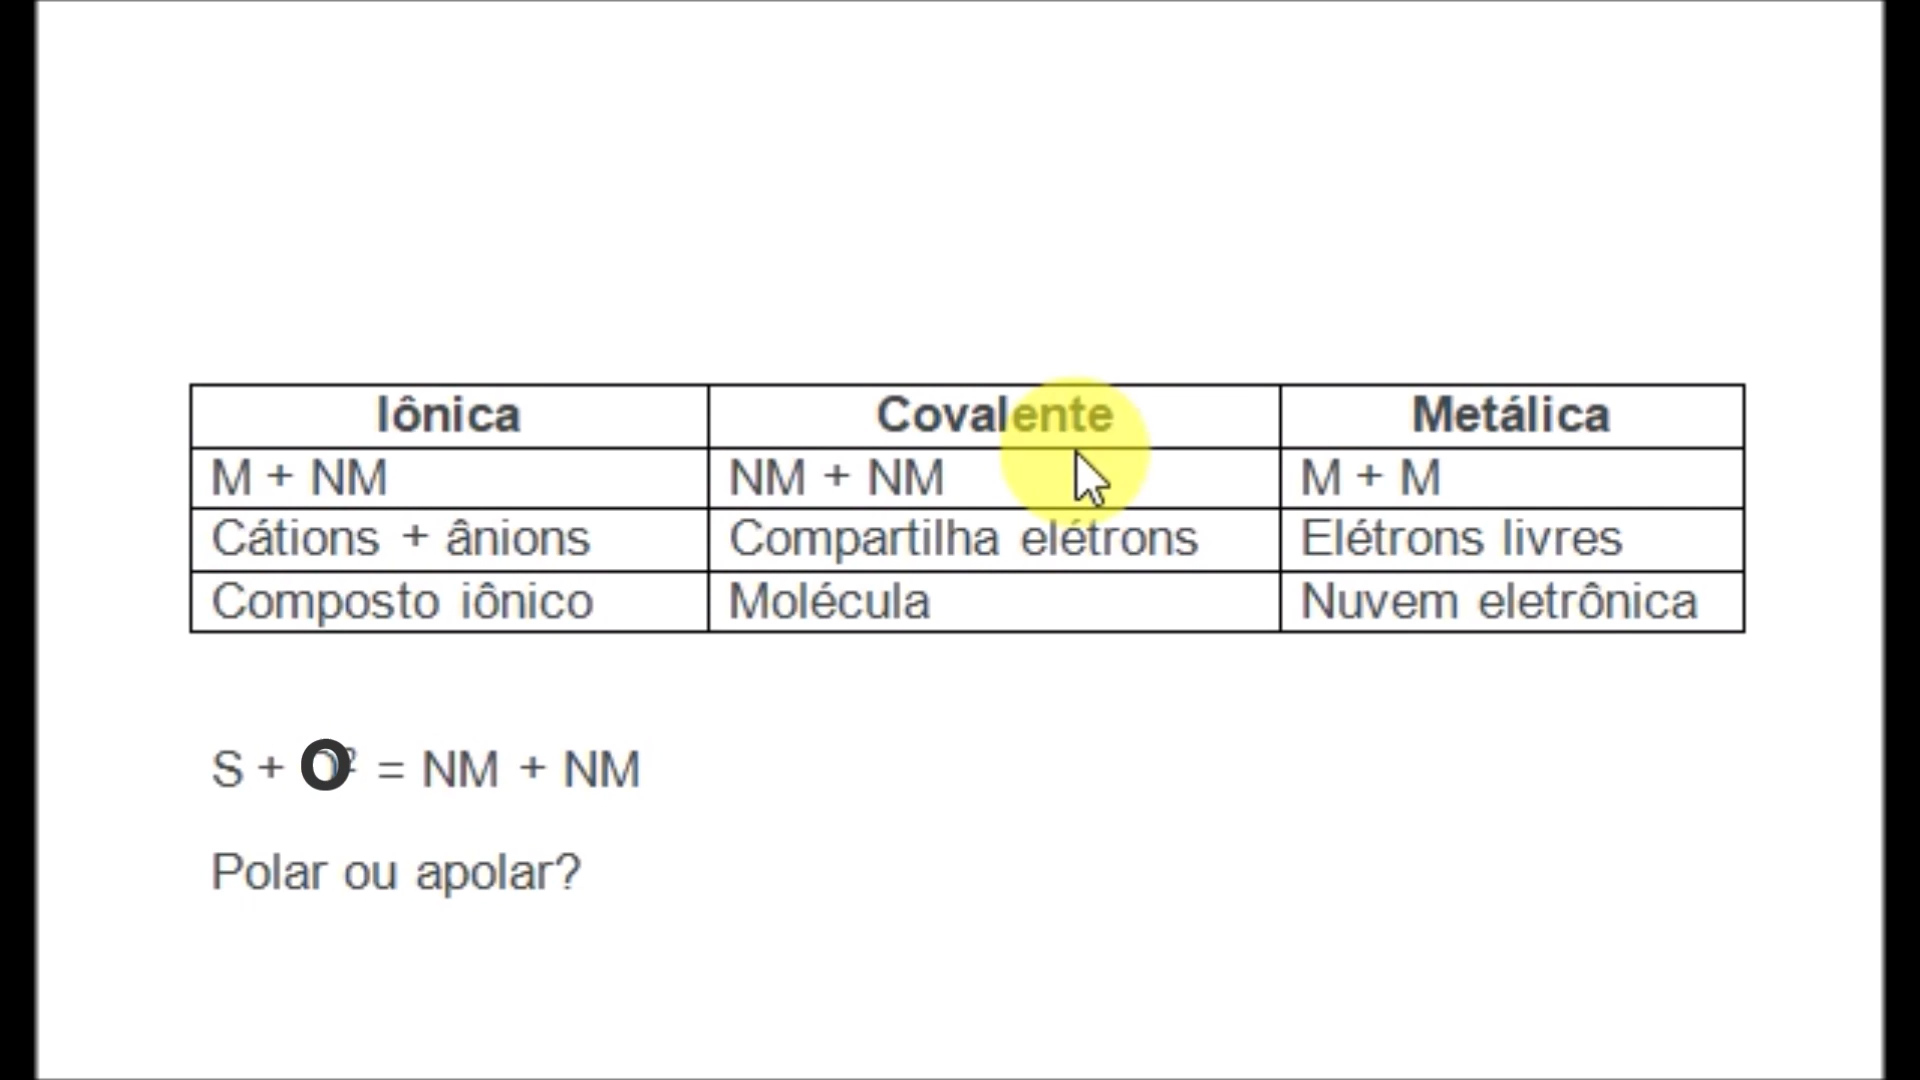 Iônica Covalente Metálica
M + NM NM + NM M + M
Cátions + ânions Compartilha elétrons Elétrons livres
Composto iônico Molécula Nuvem eletrônica
S + O² = NM + NM
Polar ou apolar?